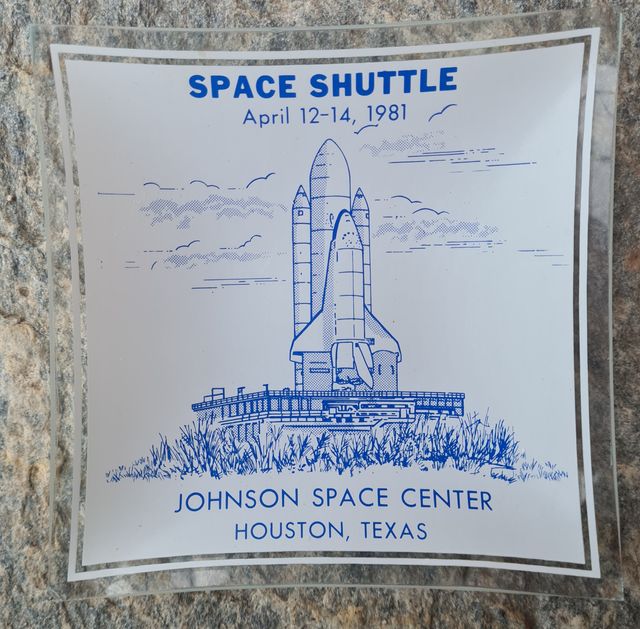 SPACE SHUTTLE
April 12-14, 1981
JOHNSON SPACE CENTER
HOUSTON, TEXAS